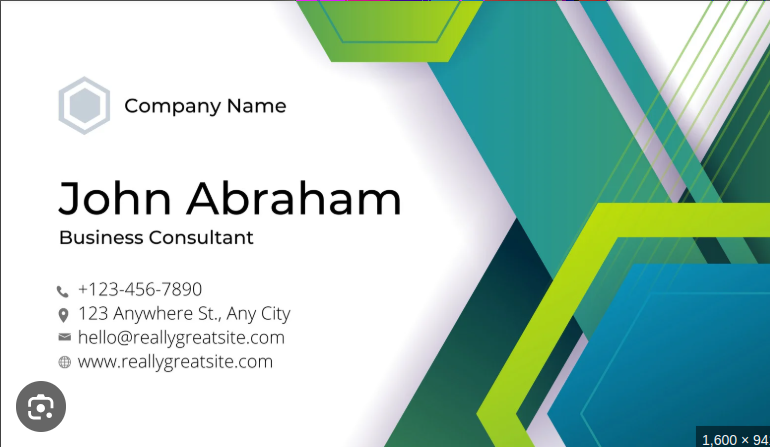 Company Name
John Abraham
Business Consultant
+123-456-7890
123 Anywhere St., Any City
hello@reallygreatsite.com
www.reallygreatsite.com
1,600 × 94